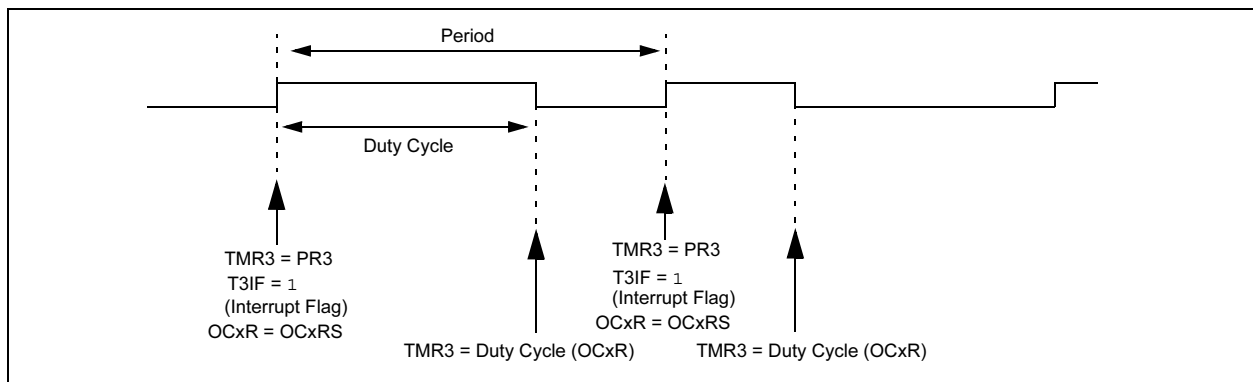 Period
Duty Cycle
TMR3 = PR3
T3IF = 1
(Interrupt Flag)
OCxR = OCxRS
TMR3 = Duty Cycle (OCxR)
TMR3 = PR3
T3IF = 1
(Interrupt Flag)
OCxR = OCxRS
TMR3 = Duty Cycle (OCxR)